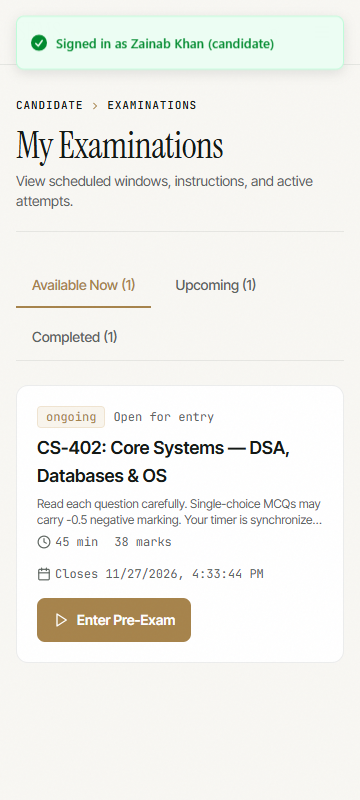 Signed in as Zainab Khan (candidate)
CANDIDATE > EXAMINATIONS
My Examinations
View scheduled windows, instructions, and active
attempts.
Available Now (1)
Upcoming (1)
Completed (1)
ongoing Open for entry
CS-402: Core Systems — DSA,
Databases & OS
Read each question carefully. Single-choice MCQs may
carry -0.5 negative marking. Your timer is synchronize...
45 min 38 marks
Closes 11/27/2026, 4:33:44 PM
Enter Pre-Exam